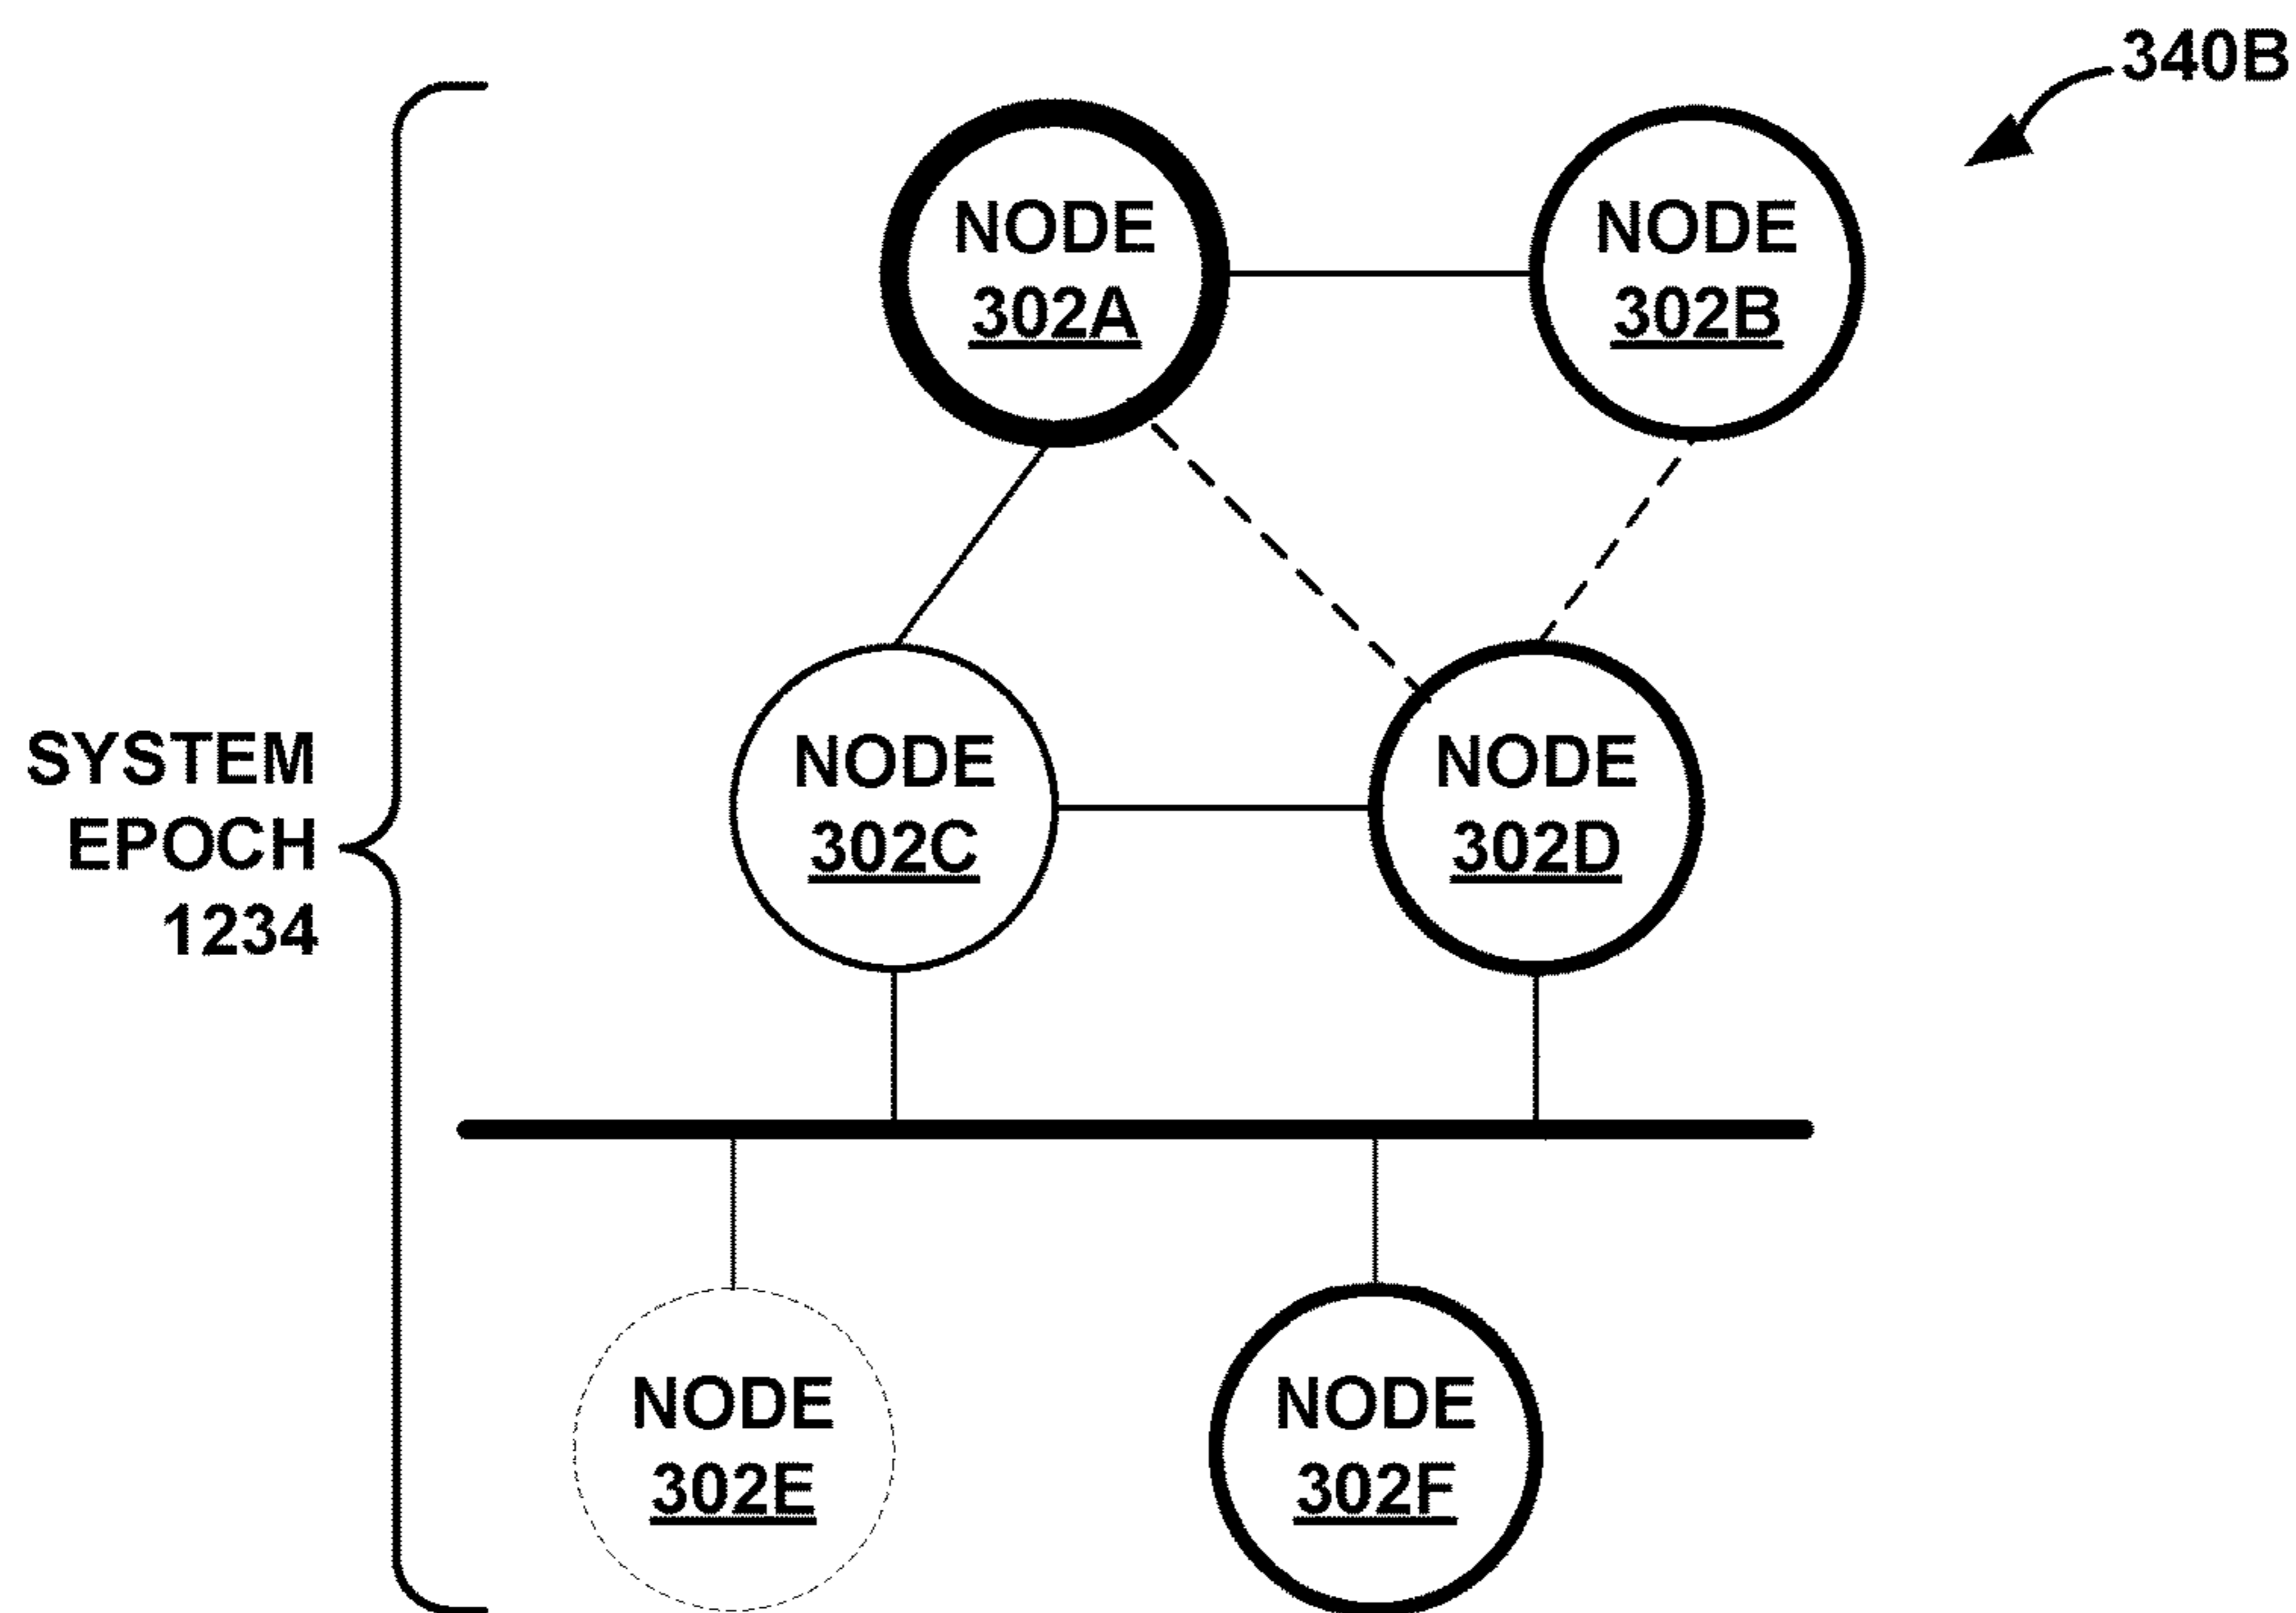 340B
NODE
302A
NODE
302B
SYSTEM
EPOCH
1234
NODE
302C
NODE
302D
NODE
302E
NODE
302F